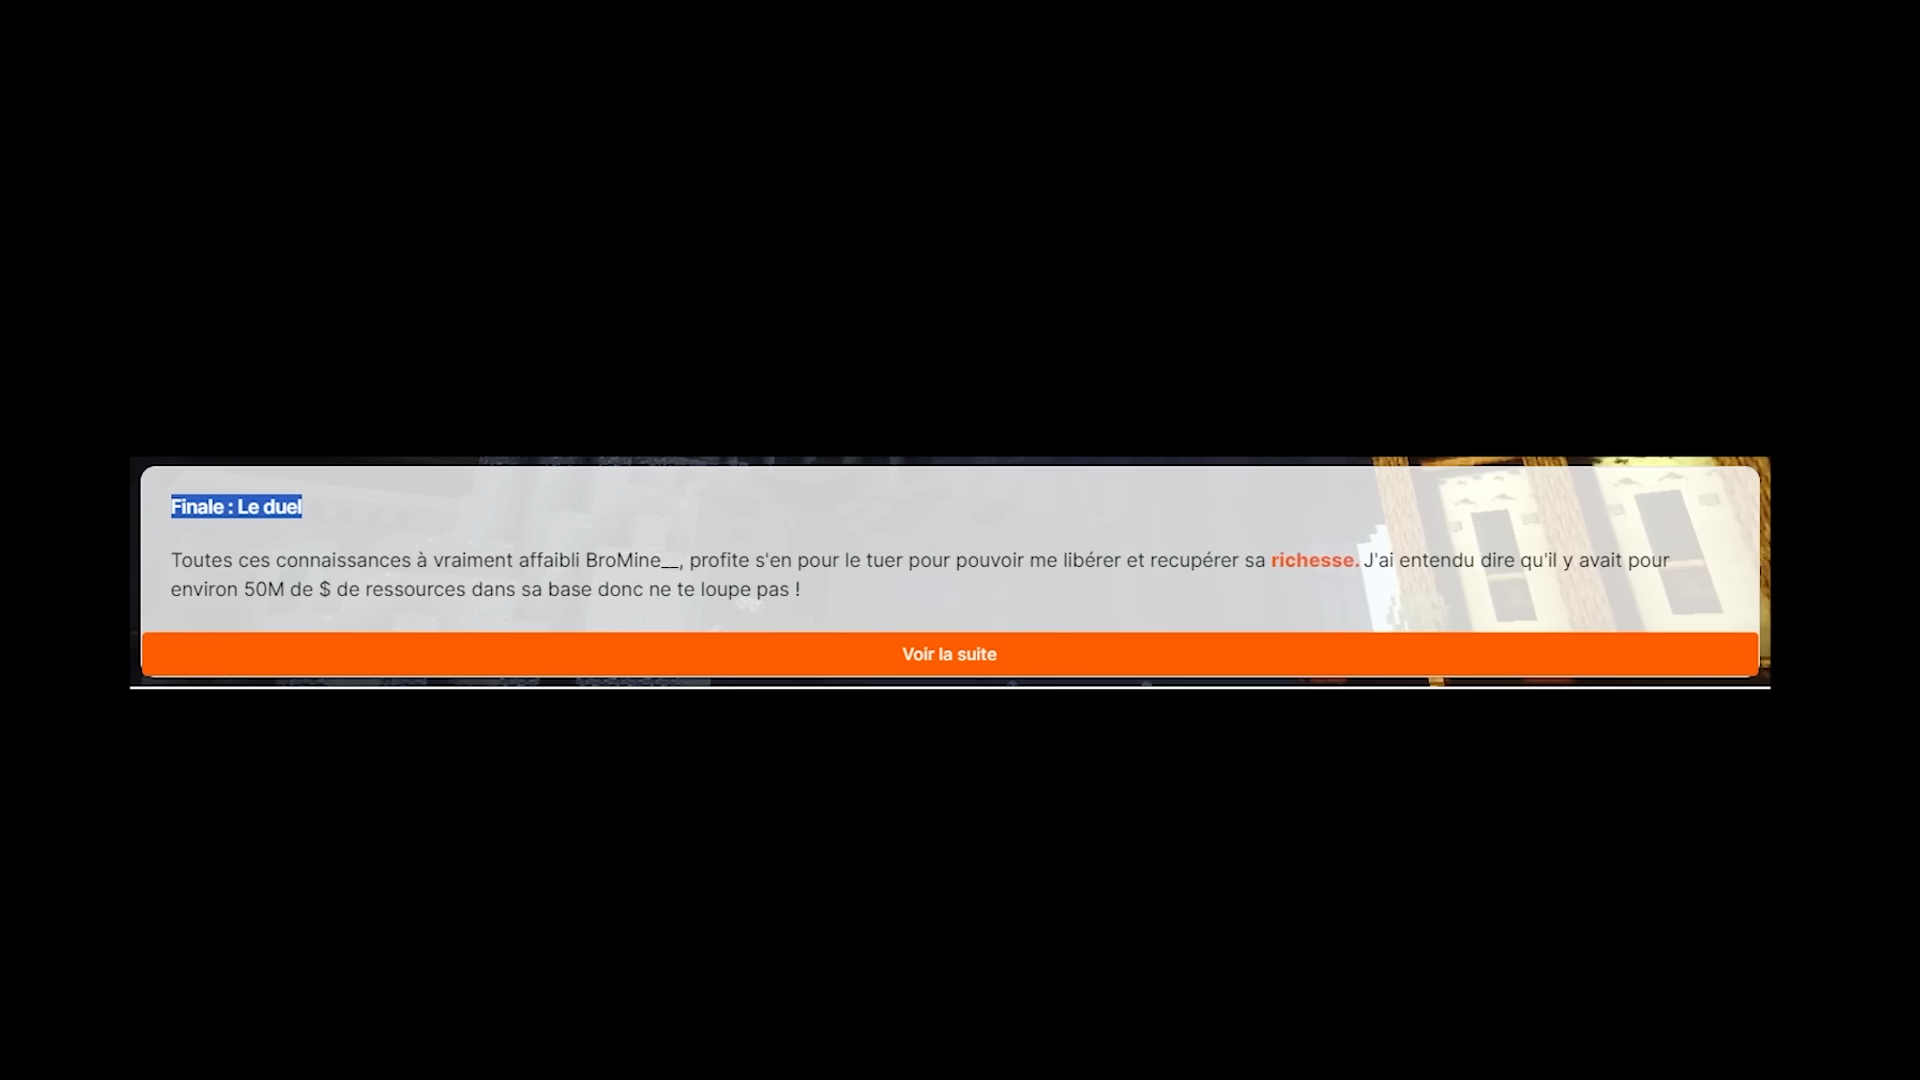 Finale : Le duel
Toutes ces connaissances à vraiment affaibli BroMine__, profite s'en pour le tuer pour pouvoir me libérer et recupérer sa richesse. J'ai entendu dire qu'il y avait pour
environ 50M de $ de ressources dans sa base donc ne te loupe pas !
Voir la suite